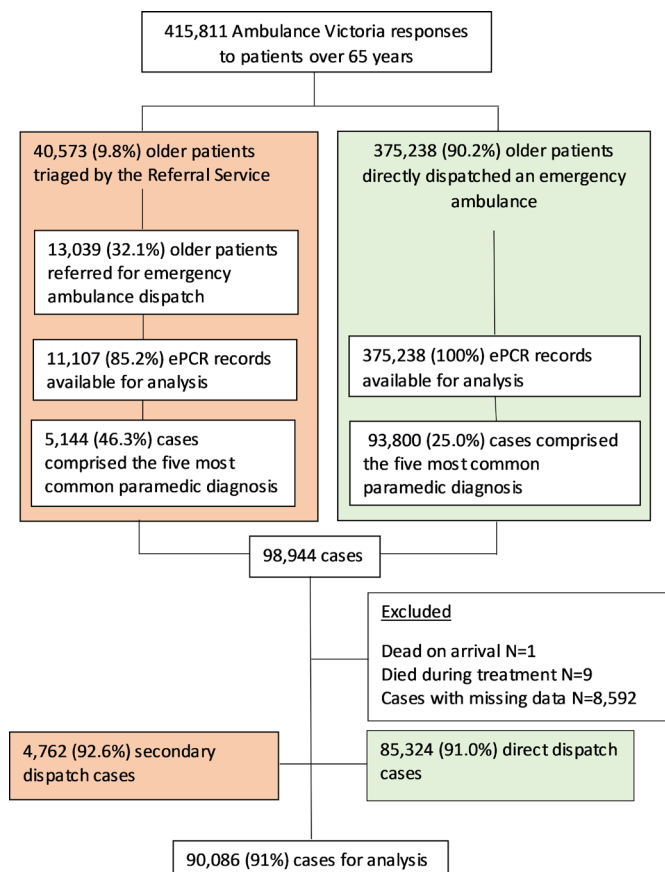 415,811 Ambulance Victoria responses
to patients over 65 years
40,573 (9.8%) older patients
triaged by the Referral Service
375,238 (90.2%) older patients
directly dispatched an emergency
ambulance
13,039 (32.1%) older patients
referred for emergency
ambulance dispatch
11,107 (85.2%) ePCR records
available for analysis
375,238 (100%) ePCR records
available for analysis
5,144 (46.3%) cases
comprised the five most
common paramedic diagnosis
93,800 (25.0%) cases comprised
the five most common
paramedic diagnosis
98,944 cases
Excluded
Dead on arrival N=1
Died during treatment N=9
Cases with missing data N=8,592
4,762 (92.6%) secondary
dispatch cases
85,324 (91.0%) direct dispatch
cases
90,086 (91%) cases for analysis